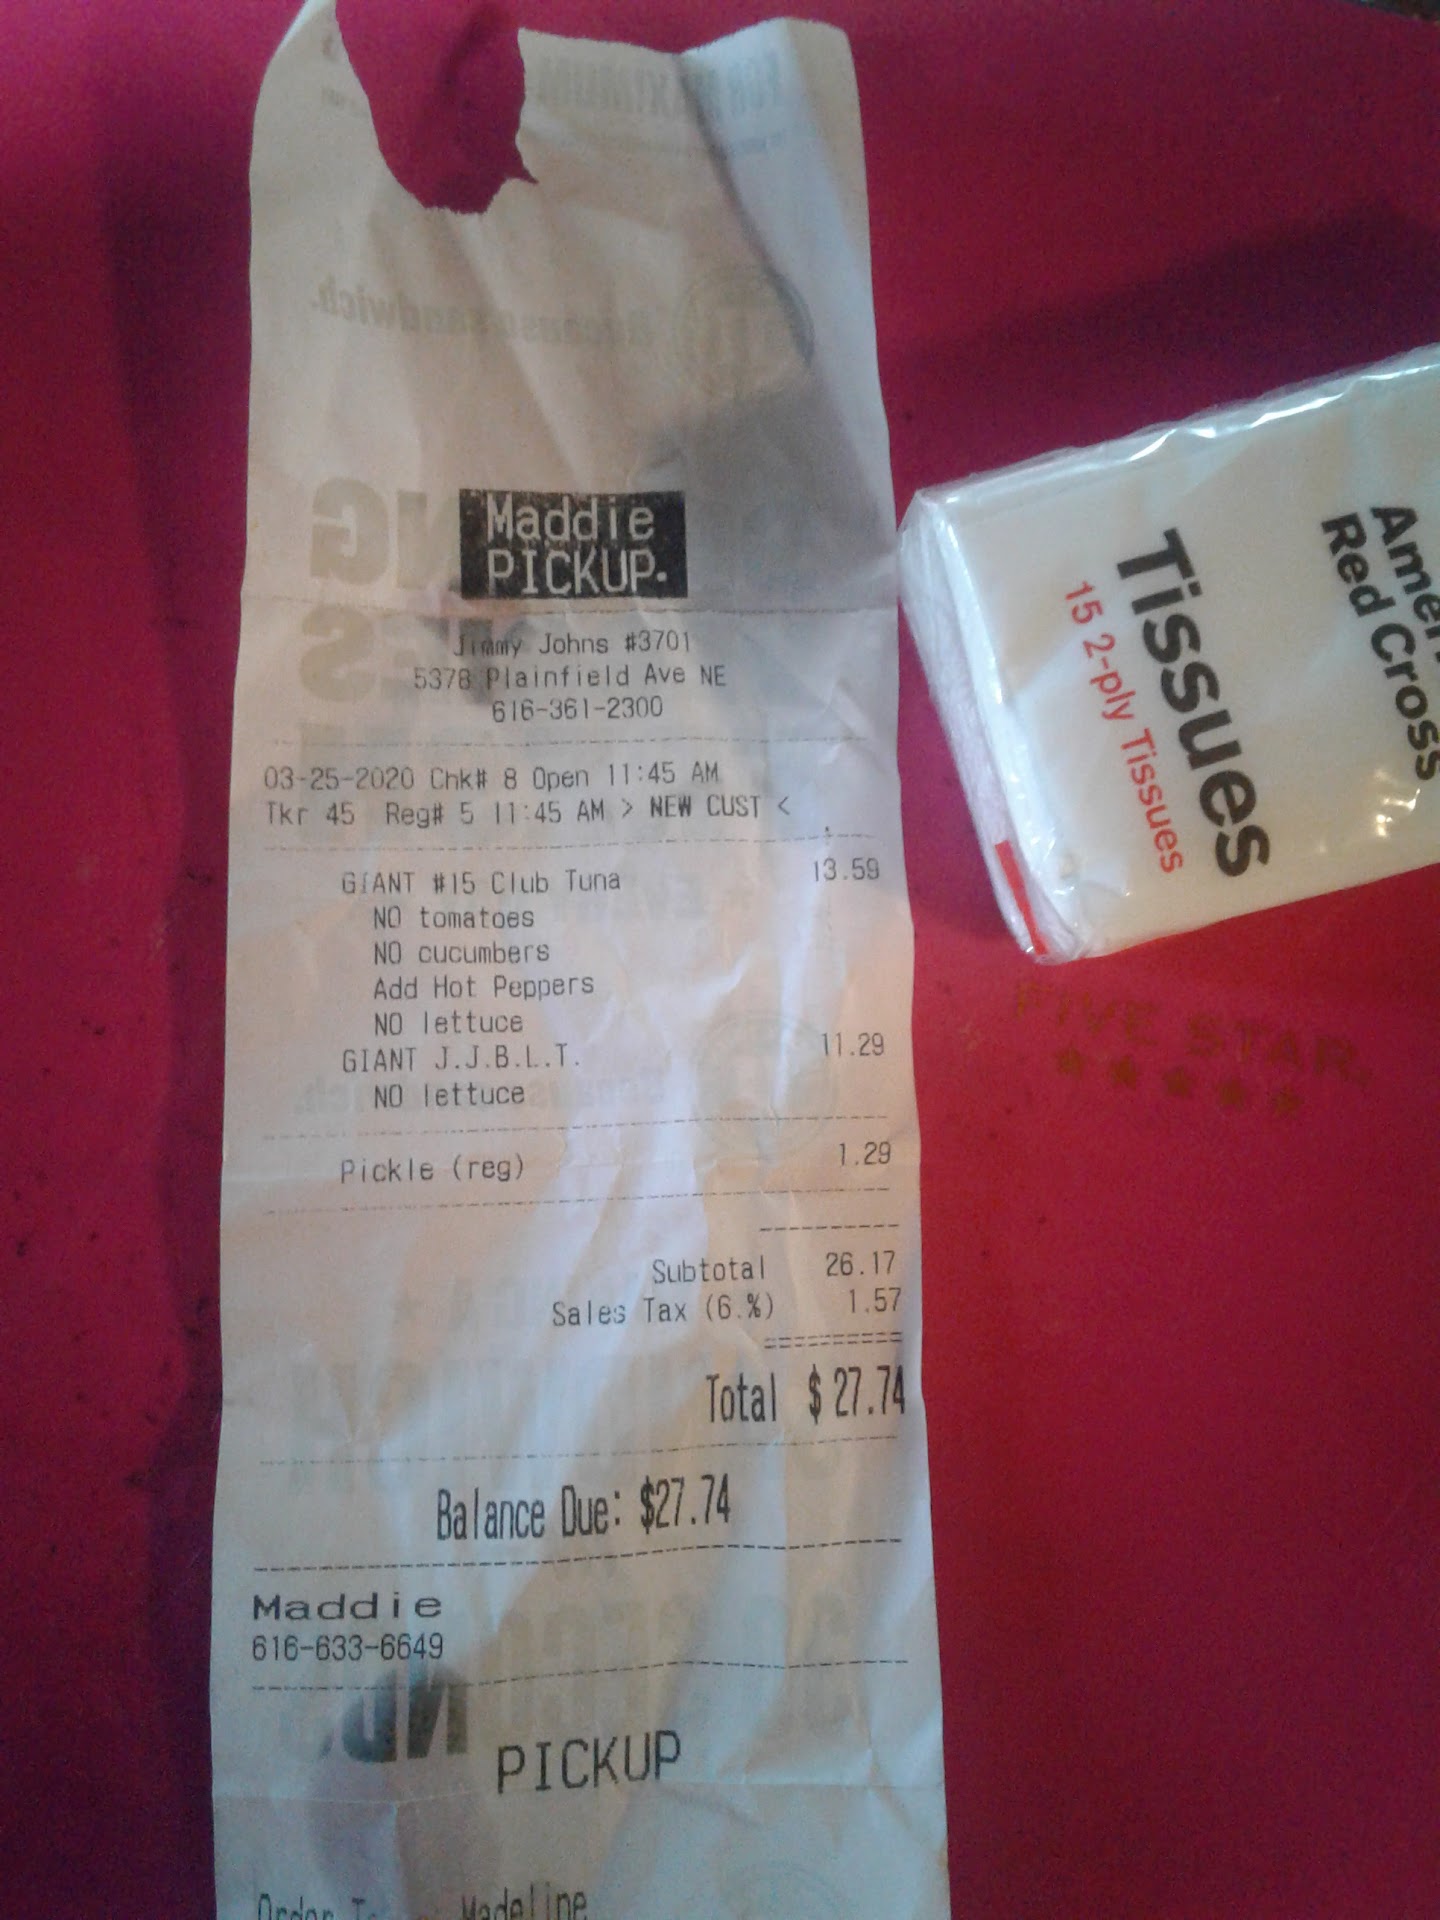 Maddie
PICKUP.
Jimmy Johns #3701
5378 Plainfield Ave NE
616-361-2300
03-25-2020 Chk# 8 Open 11:45 AM
Tkr 45 Reg# 5 11:45 AM > NEW CUST <
GIANT #15 Club Tuna 13.59
NO tomatoes
NO cucumbers
Add Hot Peppers
NO lettuce
GIANT J.J.B.L.T. 11.29
NO lettuce
Pickle (reg) 1.29
Subtotal 26.17
Sales Tax (6.%) 1.57
Total $27.74
Balance Due: $27.74
Maddie
616-633-6649
PICKUP
Order Madeline
Tissues
15 2-ply Tissues
Red Cross
FIVE STAR.
Because sandwich.